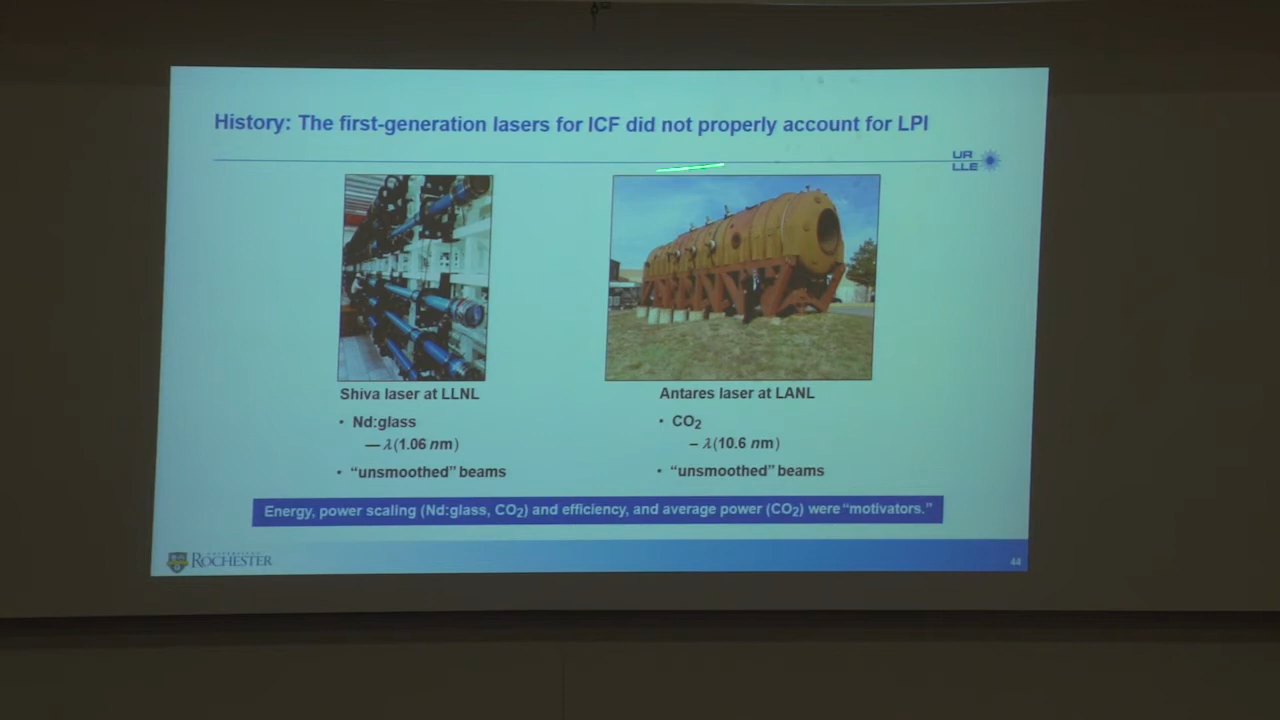 History: The first-generation lasers for ICF did not properly account for LPI
UR
LLE
Shiva laser at LLNL
• Nd:glass
— λ(1.06 nm)
• “unsmoothed” beams
Antares laser at LANL
• CO₂
– λ(10.6 nm)
• “unsmoothed” beams
Energy, power scaling (Nd:glass, CO₂) and efficiency, and average power (CO₂) were “motivators.”
ROCHESTER
44